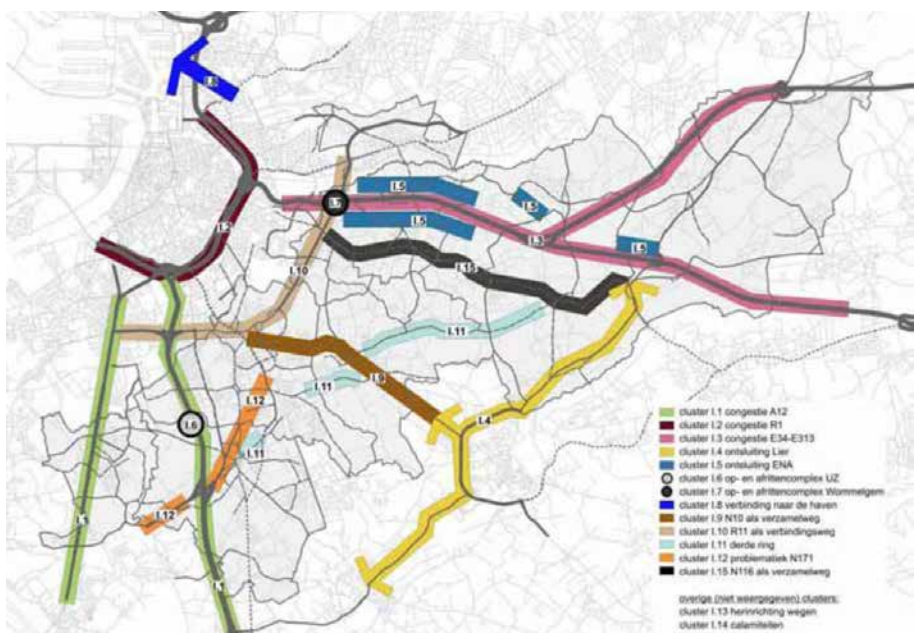 I.8
I.2
I.7
I.5
I.5
I.5
I.3
I.5
I.10
I.15
I.11
I.9
I.11
I.12
I.4
I.6
I.11
I.12
cluster I.1 congestie A12
cluster I.2 congestie R1
cluster I.3 congestie E34-E313
cluster I.4 ontsluiting Lier
cluster I.5 ontsluiting ENA
cluster I.6 op- en afrittencomplex UZ
cluster I.7 op- en afrittencomplex Wommelgem
cluster I.8 verbinding naar de haven
cluster I.9 N10 als verzamelweg
cluster I.10 R11 als verbindingsweg
cluster I.11 derde ring
cluster I.12 problematiek N171
cluster I.15 N116 als verzamelweg
overige (niet weergegeven) clusters:
cluster I.13 herinrichting wegen
cluster I.14 calamiteiten